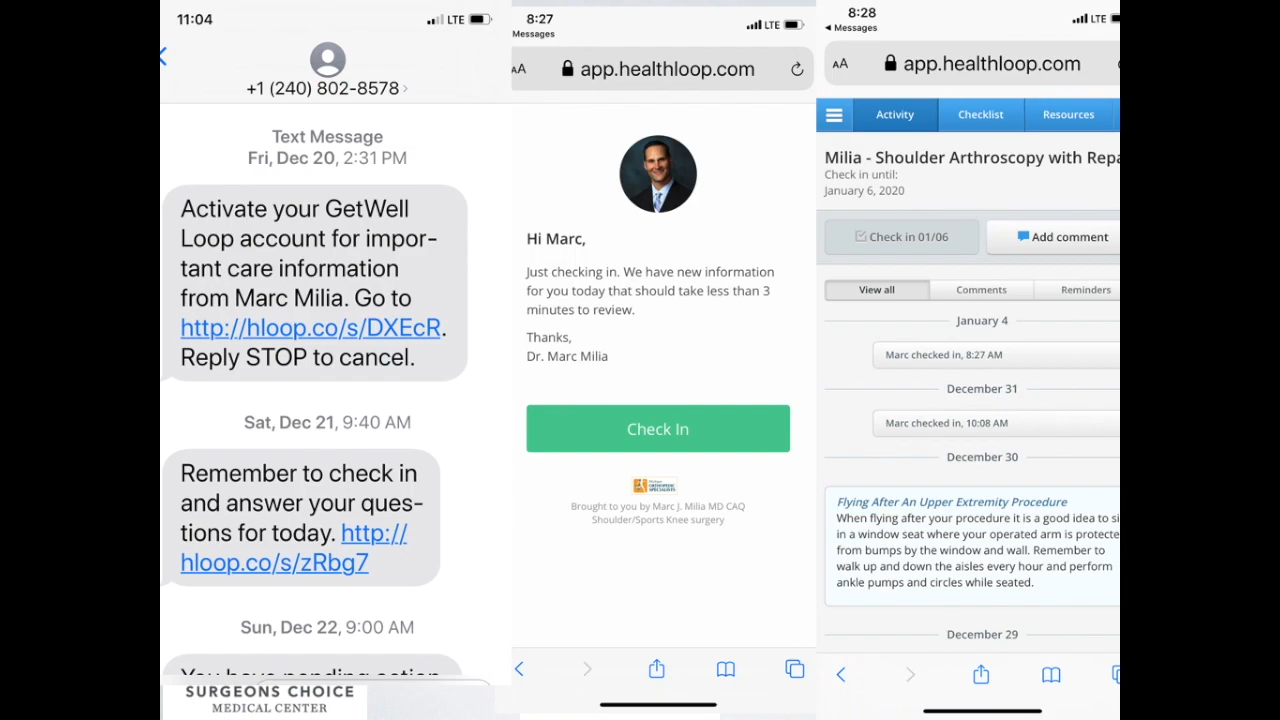 11:04
LTE
+1 (240) 802-8578
Text Message
Fri, Dec 20, 2:31 PM
Activate your GetWell
Loop account for impor-
tant care information
from Marc Milia. Go to
http://hloop.co/s/DXEcR.
Reply STOP to cancel.
Sat, Dec 21, 9:40 AM
Remember to check in
and answer your ques-
tions for today. http://
hloop.co/s/zRbg7
Sun, Dec 22, 9:00 AM
You have pending action
SURGEONS CHOICE
MEDICAL CENTER
8:27
LTE
Messages
AA app.healthloop.com
Hi Marc,
Just checking in. We have new information
for you today that should take less than 3
minutes to review.
Thanks,
Dr. Marc Milia
Check In
ORTHOPEDIC
SPECIALISTS
Brought to you by Marc J. Milia MD CAQ
Shoulder/Sports Knee surgery
8:28
LTE
Messages
AA app.healthloop.com
Activity Checklist Resources
Milia - Shoulder Arthroscopy with Repa
Check in until:
January 6, 2020
Check in 01/06 Add comment
View all Comments Reminders
January 4
Marc checked in, 8:27 AM
December 31
Marc checked in, 10:08 AM
December 30
Flying After An Upper Extremity Procedure
When flying after your procedure it is a good idea to si
in a window seat where your operated arm is protecte
from bumps by the window and wall. Remember to
walk up and down the aisles every hour and perform
ankle pumps and circles while seated.
December 29